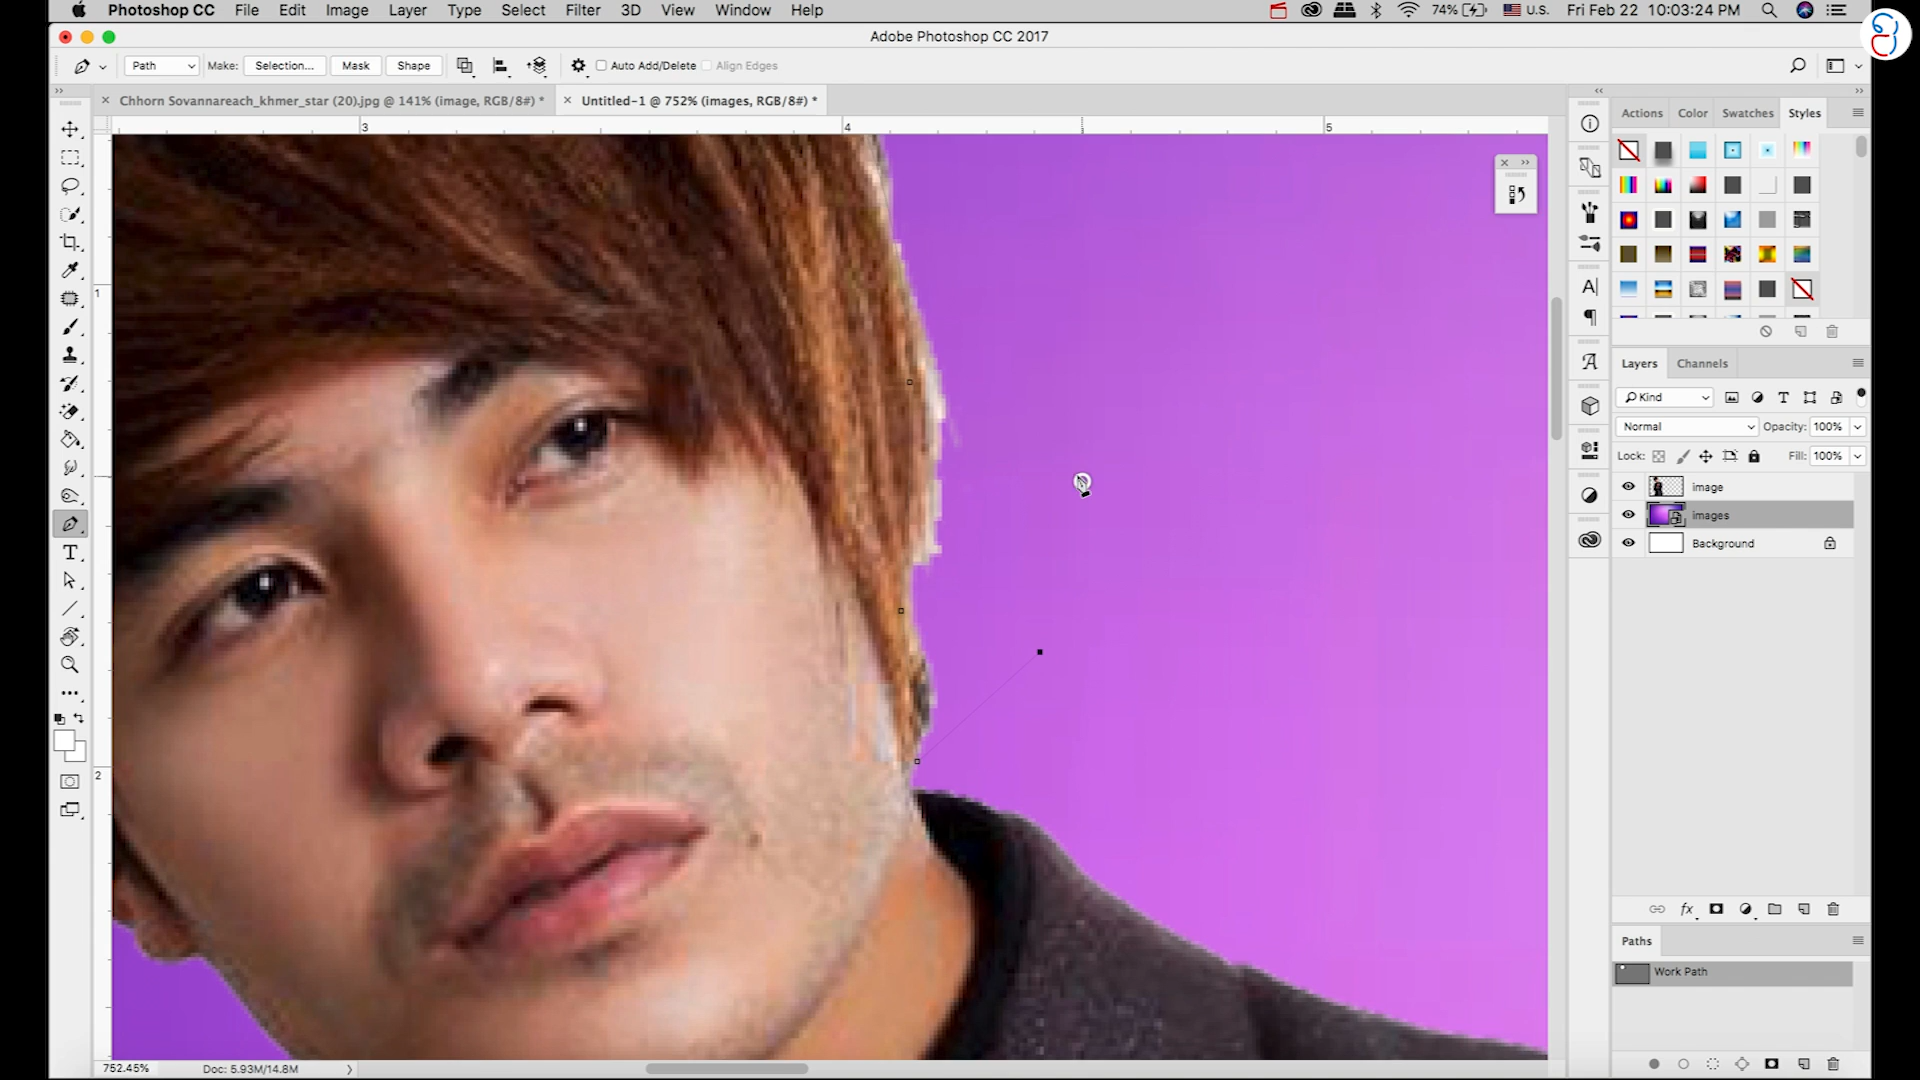 Photoshop CC File Edit Image Layer Type Select Filter 3D View Window Help 74% U.S. Fri Feb 22 10:03:24 PM
Adobe Photoshop CC 2017
Path Make: Selection... Mask Shape Auto Add/Delete Align Edges
Chhorn Sovannareach_khmer_star (20).jpg @ 141% (image, RGB/8#) * Untitled-1 @ 752% (images, RGB/8#) *
Actions Color Swatches Styles
3 4 5
1
2
Layers Channels
Kind
Normal Opacity: 100%
Lock: Fill: 100%
image
images
Background
Paths
Work Path
752.45% Doc: 5.93M/14.8M